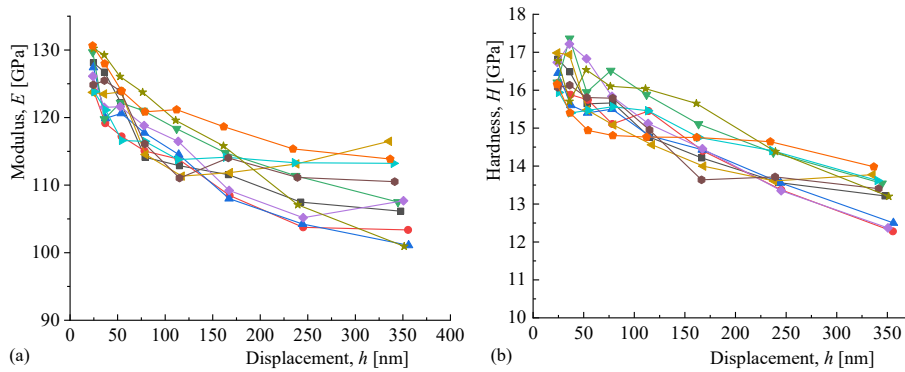 Modulus, E [GPa]
130
120
110
100
90
0 50 100 150 200 250 300 350 400
(a) Displacement, h [nm]
Hardness, H [GPa]
18
17
16
15
14
13
12
11
10
0 50 100 150 200 250 300 350
(b) Displacement, h [nm]